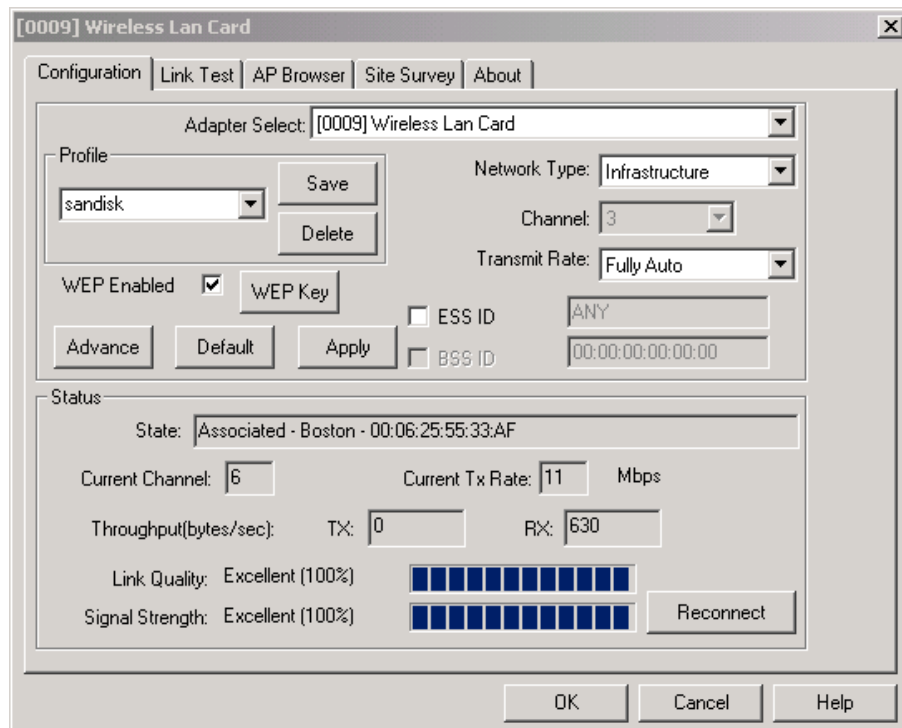 [0009] Wireless Lan Card
Configuration Link Test AP Browser Site Survey About
Adapter Select: [0009] Wireless Lan Card
Profile
sandisk
Save
Delete
Network Type: Infrastructure
Channel: 3
Transmit Rate: Fully Auto
WEP Enabled WEP Key
ESS ID ANY
BSS ID 00:00:00:00:00:00
Advance Default Apply
Status
State: Associated - Boston - 00:06:25:55:33:AF
Current Channel: 6 Current Tx Rate: 11 Mbps
Throughput(bytes/sec): TX: 0 RX: 630
Link Quality: Excellent (100%)
Signal Strength: Excellent (100%)
Reconnect
OK Cancel Help